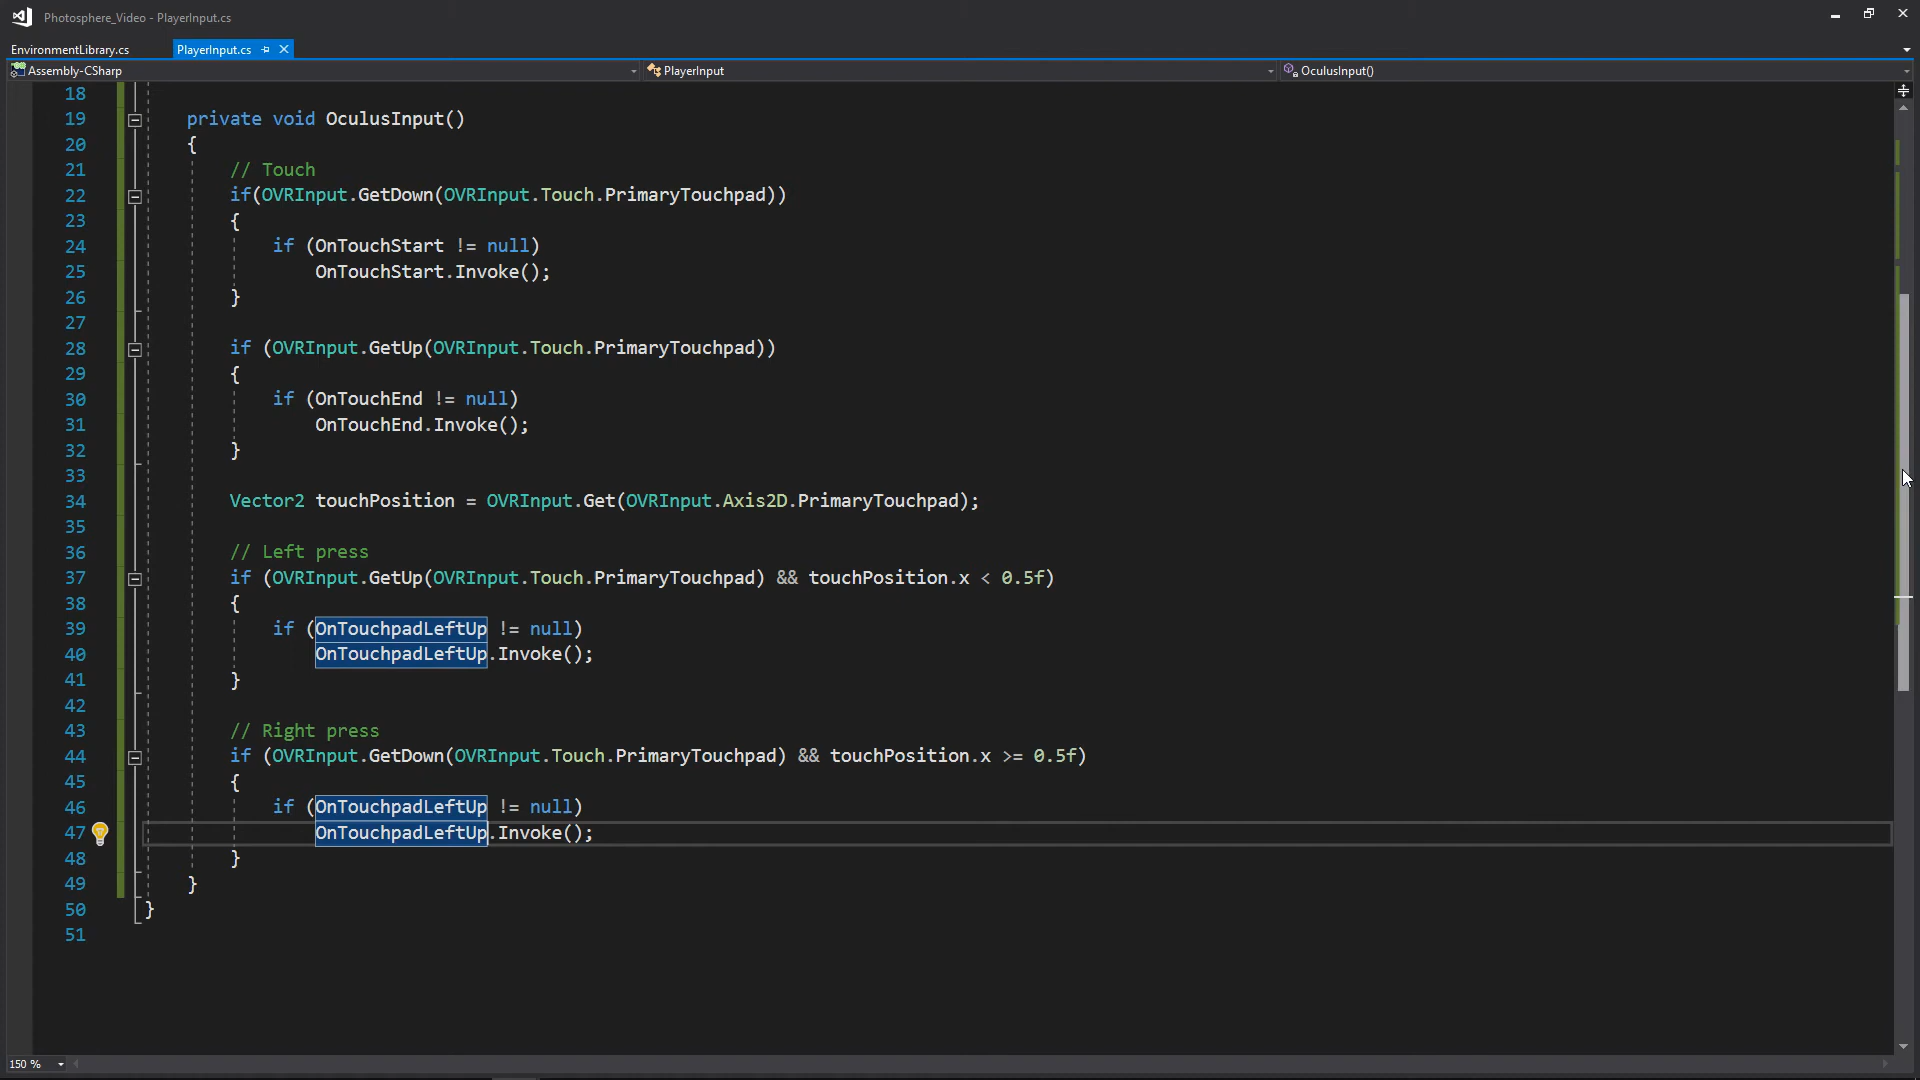 Photosphere_Video - PlayerInput.cs
EnvironmentLibrary.cs PlayerInput.cs
Assembly-CSharp PlayerInput OculusInput()
18
19 private void OculusInput()
20 {
21 // Touch
22 if(OVRInput.GetDown(OVRInput.Touch.PrimaryTouchpad))
23 {
24 if (OnTouchStart != null)
25 OnTouchStart.Invoke();
26 }
27
28 if (OVRInput.GetUp(OVRInput.Touch.PrimaryTouchpad))
29 {
30 if (OnTouchEnd != null)
31 OnTouchEnd.Invoke();
32 }
33
34 Vector2 touchPosition = OVRInput.Get(OVRInput.Axis2D.PrimaryTouchpad);
35
36 // Left press
37 if (OVRInput.GetUp(OVRInput.Touch.PrimaryTouchpad) && touchPosition.x < 0.5f)
38 {
39 if (OnTouchpadLeftUp != null)
40 OnTouchpadLeftUp.Invoke();
41 }
42
43 // Right press
44 if (OVRInput.GetDown(OVRInput.Touch.PrimaryTouchpad) && touchPosition.x >= 0.5f)
45 {
46 if (OnTouchpadLeftUp != null)
47 OnTouchpadLeftUp.Invoke();
48 }
49 }
50 }
51
150 %